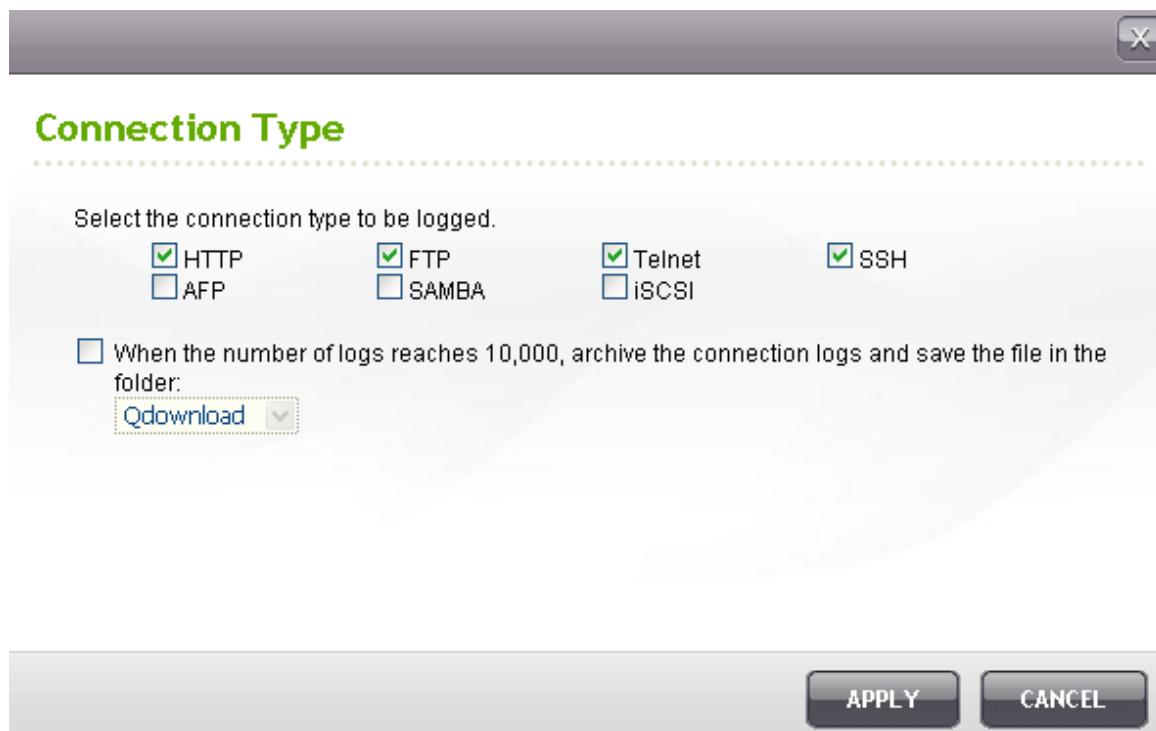 X
Connection Type
Select the connection type to be logged.
HTTP FTP Telnet SSH
AFP SAMBA iSCSI
When the number of logs reaches 10,000, archive the connection logs and save the file in the
folder:
Qdownload
APPLY CANCEL